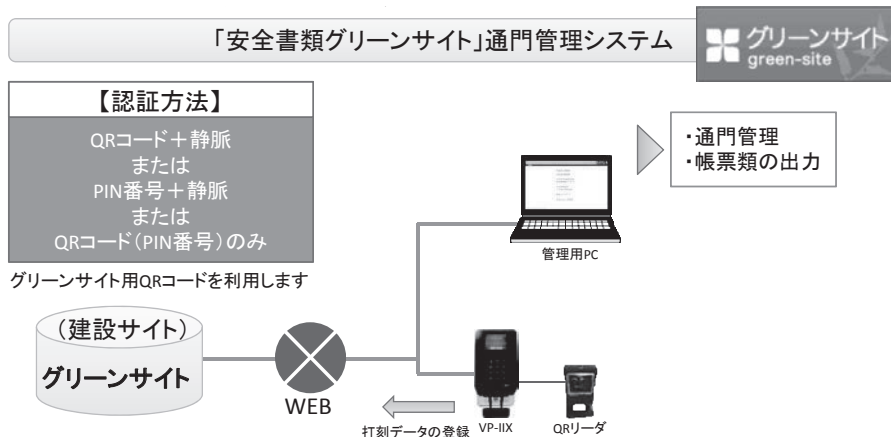 「安全書類グリーンサイト」通門管理システム
グリーンサイト
green-site
【認証方法】
QRコード＋静脈
または
PIN番号＋静脈
または
QRコード（PIN番号）のみ
グリーンサイト用QRコードを利用します
・通門管理
・帳票類の出力
管理用PC
（建設サイト）
グリーンサイト
WEB
打刻データの登録
VP-IIX
QRリーダ